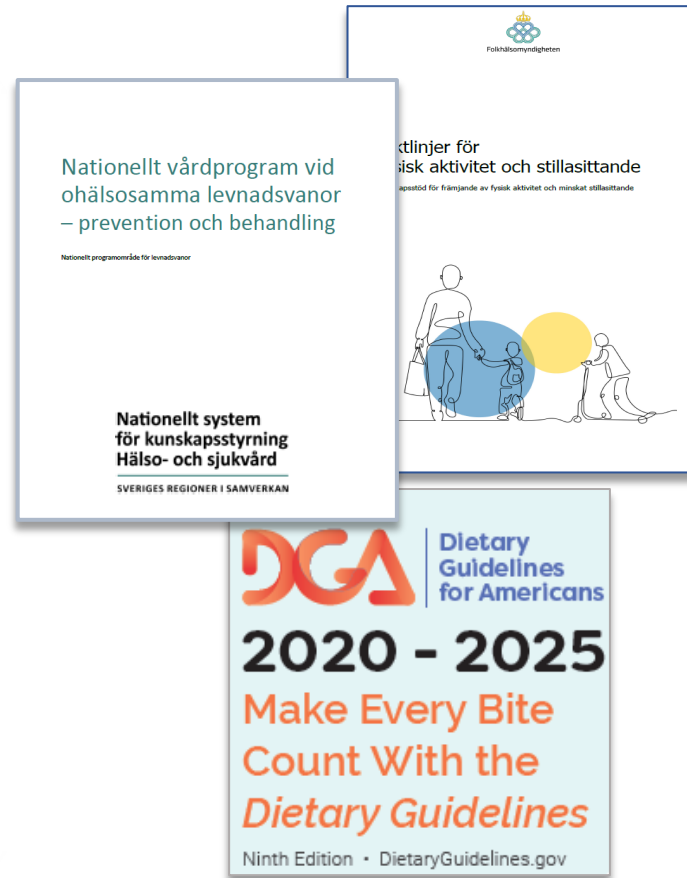 Folkhälsomyndigheten
ktlinjer för
sisk aktivitet och stillasittande
apsstöd för främjande av fysisk aktivitet och minskat stillasittande
Nationellt vårdprogram vid
ohälsosamma levnadsvanor
– prevention och behandling
Nationellt programområde för levnadsvanor
Nationellt system
för kunskapsstyrning
Hälso- och sjukvård
SVERIGES REGIONER I SAMVERKAN
DGA
Dietary
Guidelines
for Americans
2020 - 2025
Make Every Bite
Count With the
Dietary Guidelines
Ninth Edition • DietaryGuidelines.gov